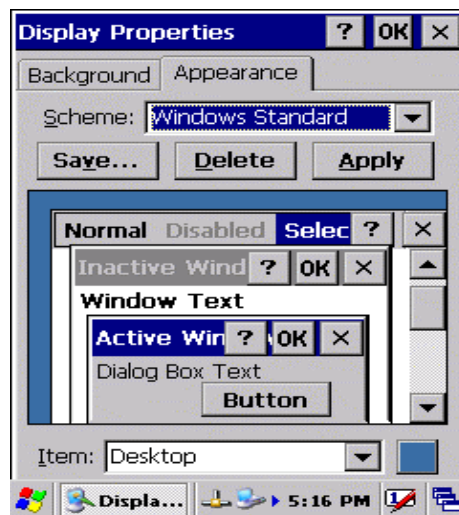 Display Properties ? OK ×
Background Appearance
Scheme: Windows Standard
Save... Delete Apply
Normal Disabled Selec ? ×
Inactive Wind ? OK ×
Window Text
Active Win ? OK ×
Dialog Box Text
Button
Item: Desktop
Displa... 5:16 PM